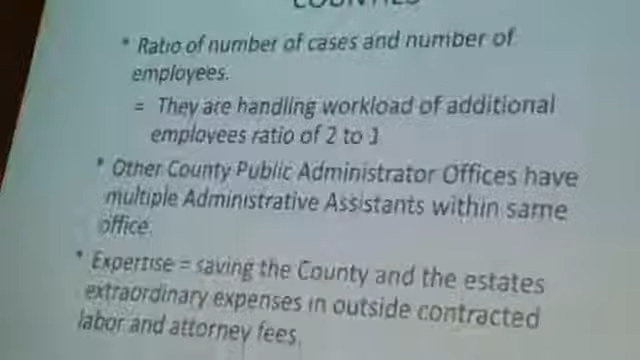 COUNTIES
* Ratio of number of cases and number of
employees.
= They are handling workload of additional
employees ratio of 2 to 1
* Other County Public Administrator Offices have
multiple Administrative Assistants within same
office.
* Expertise = saving the County and the estates
extraordinary expenses in outside contracted
labor and attorney fees.